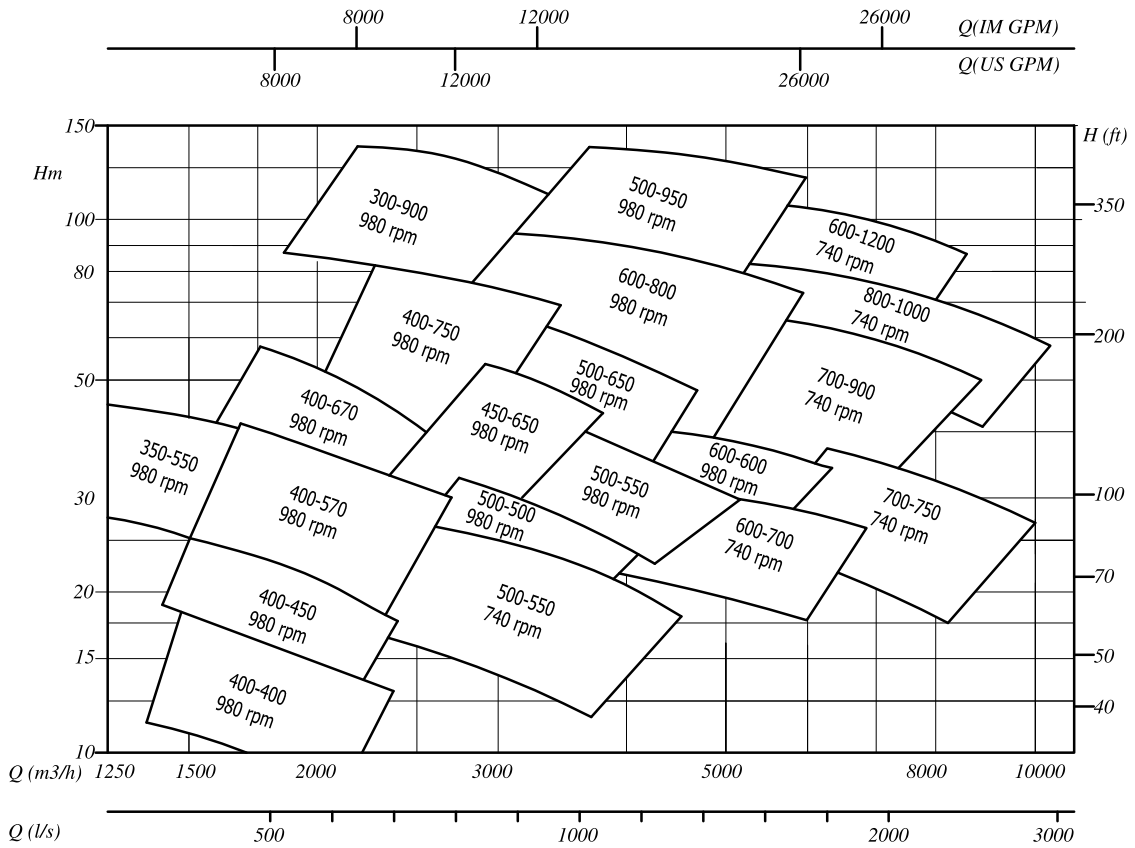 8000 12000 26000
Q(IM GPM)
Q(US GPM)
8000 12000 26000
150
H (ft)
Hm
300-900
980 rpm
500-950
980 rpm
350
100
600-1200
740 rpm
80
600-800
980 rpm
800-1000
740 rpm
400-750
980 rpm
200
50
500-650
980 rpm
700-900
740 rpm
400-670
980 rpm
450-650
980 rpm
350-550
980 rpm
600-600
980 rpm
500-550
980 rpm
30
100
400-570
980 rpm
500-500
980 rpm
700-750
740 rpm
600-700
740 rpm
70
20
400-450
980 rpm
500-550
740 rpm
15
50
400-400
980 rpm
40
10
Q (m3/h) 1250 1500 2000 3000 5000 8000 10000
Q (l/s) 500 1000 2000 3000